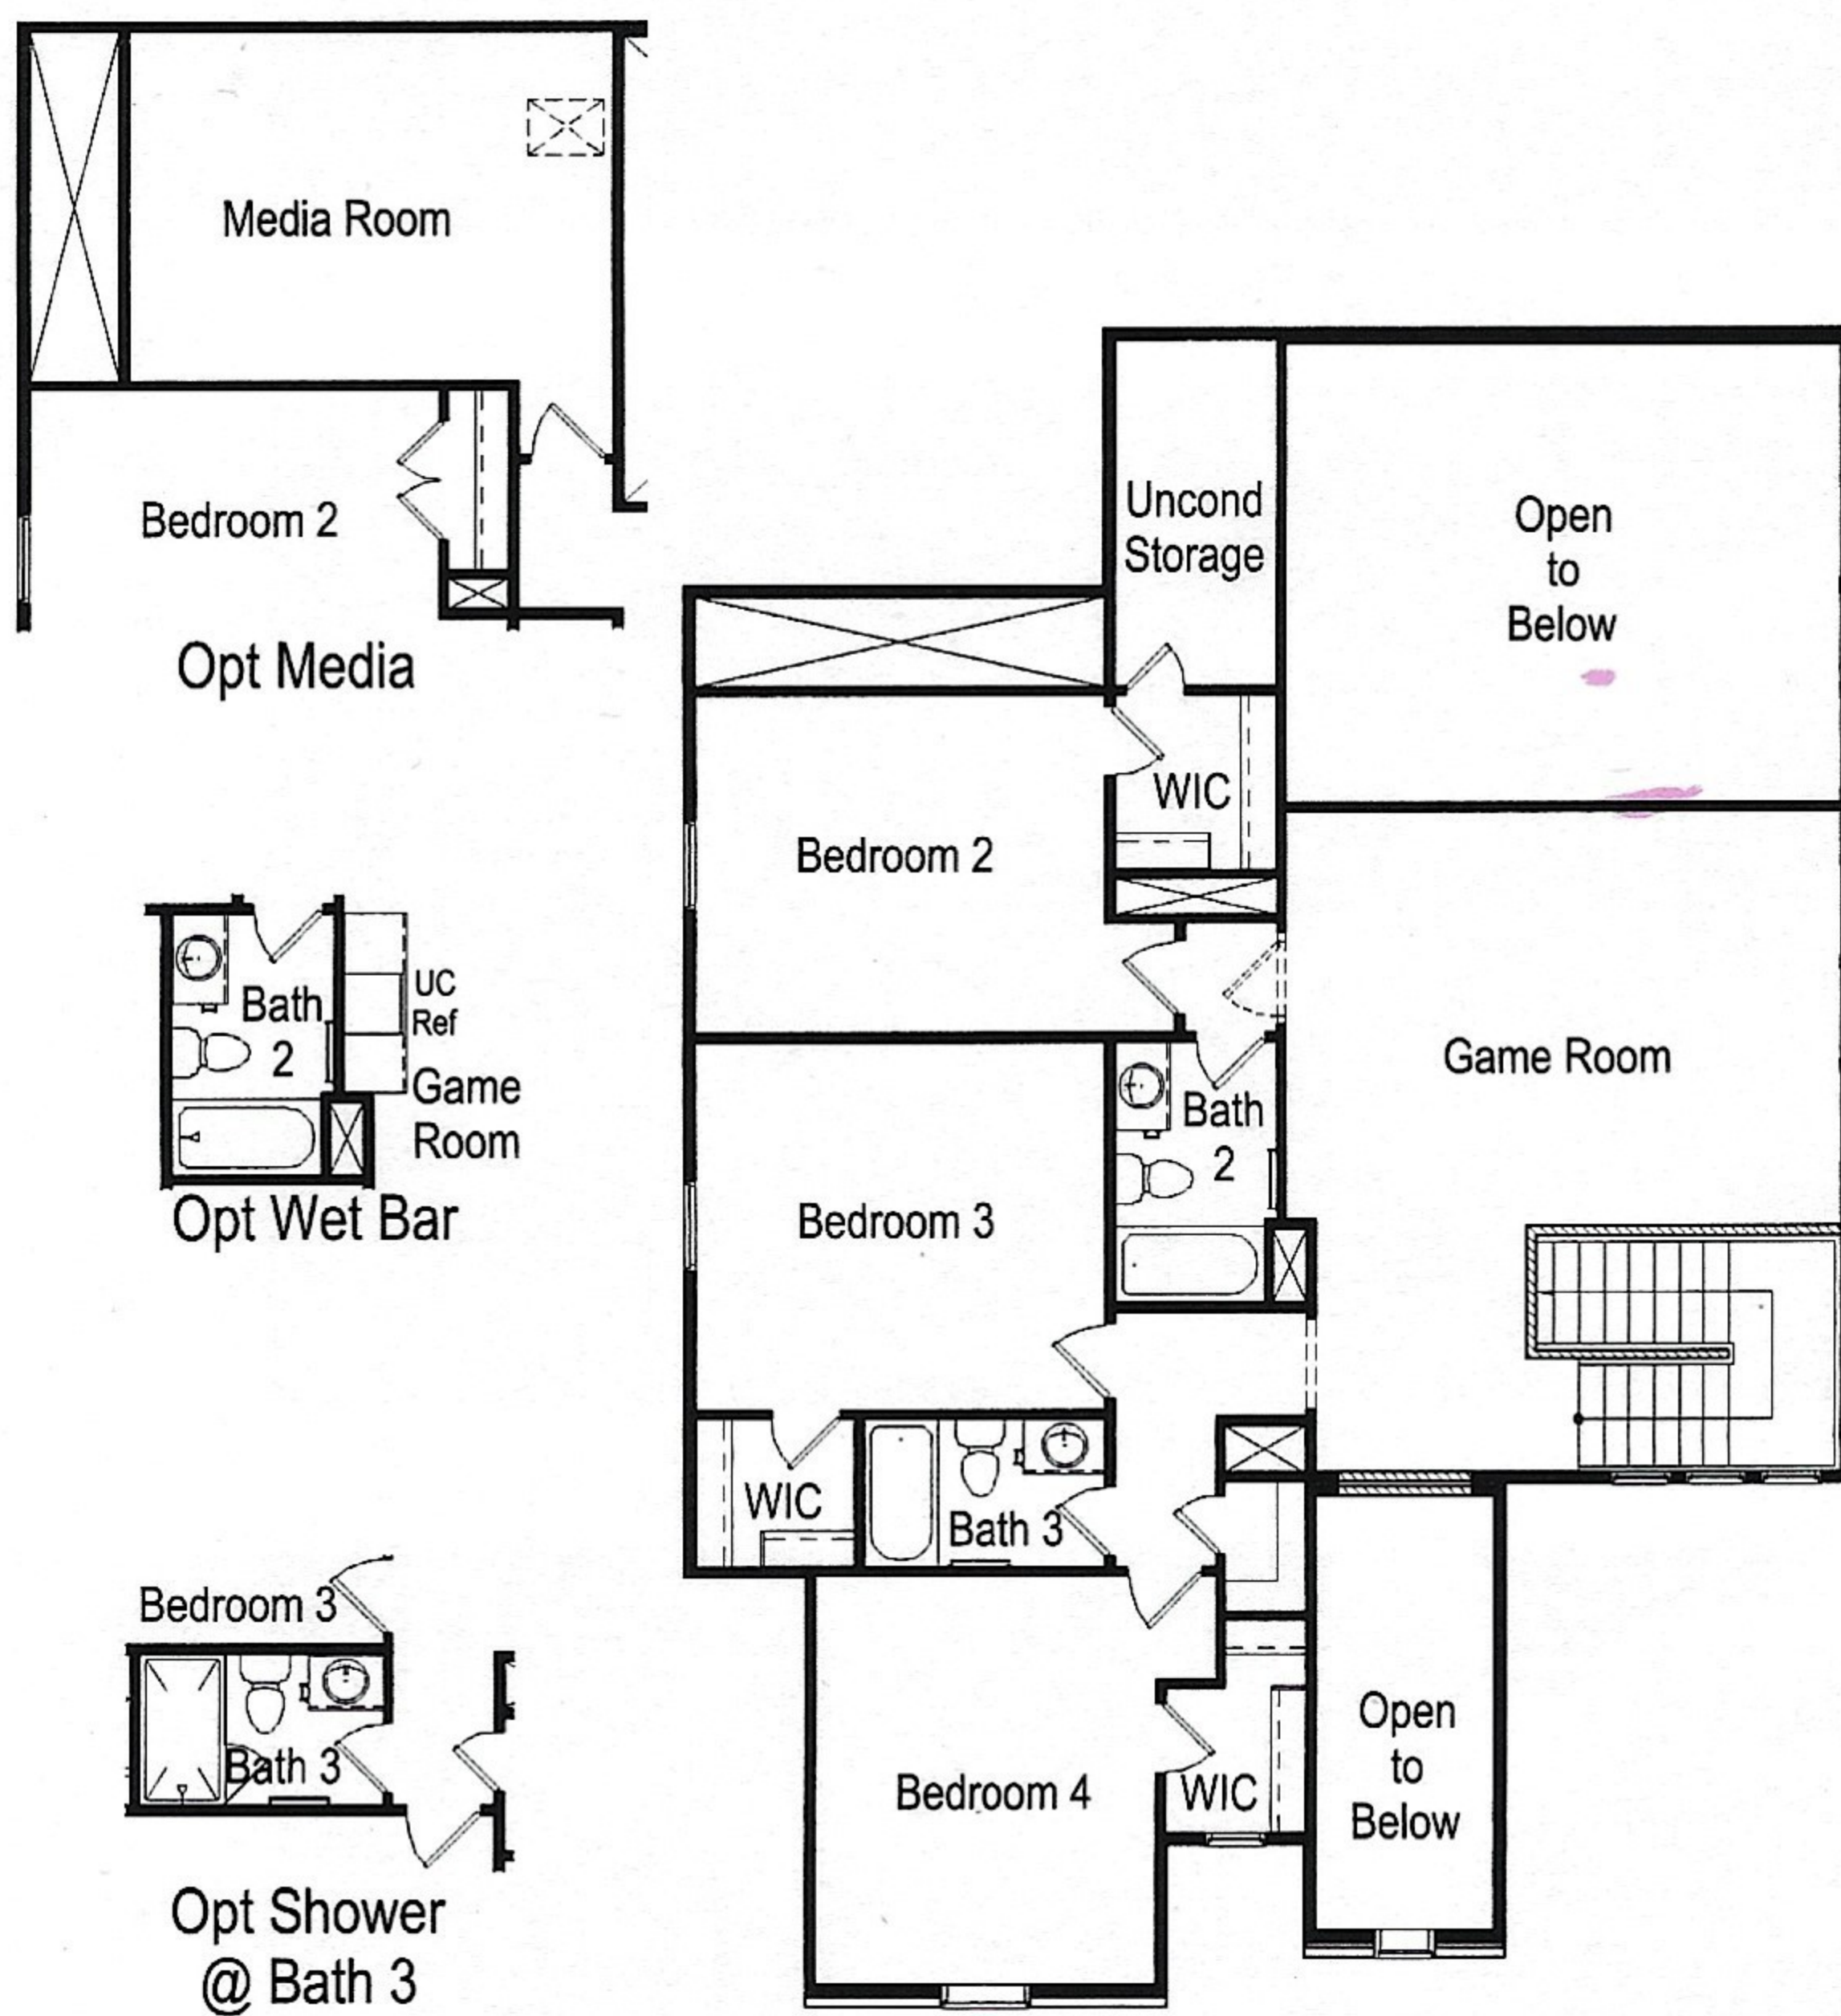 Media Room
Bedroom 2
Opt Media
Bath
2
UC
Ref
Game
Room
Opt Wet Bar
Bedroom 3
Bath 3
Opt Shower
@ Bath 3
Uncond
Storage
Open
to
Below
WIC
Bedroom 2
Game Room
Bath
2
Bedroom 3
WIC
Bath 3
Bedroom 4
WIC
Open
to
Below